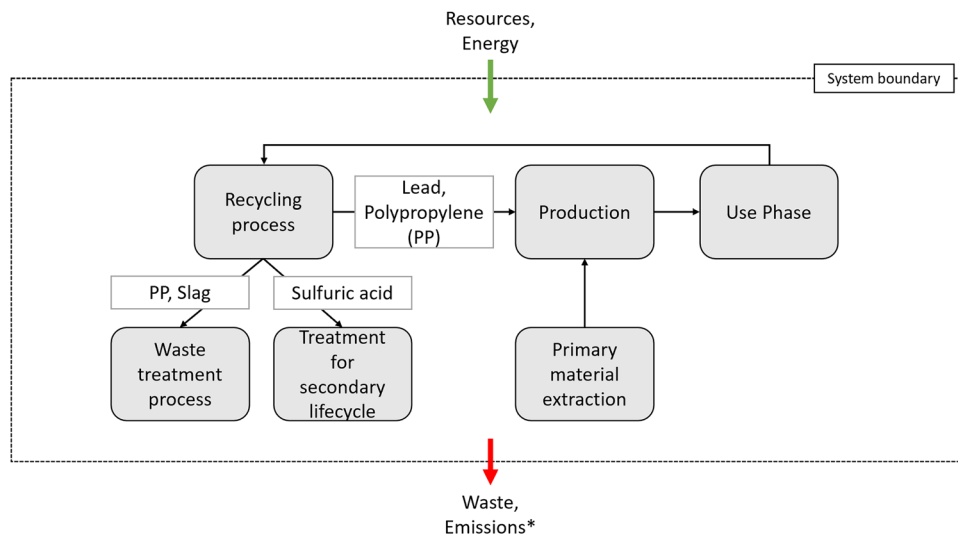 Resources,
Energy
System boundary
Recycling
process
Lead,
Polypropylene
(PP)
Production
Use Phase
PP, Slag
Sulfuric acid
Waste
treatment
process
Treatment
for
secondary
lifecycle
Primary
material
extraction
Waste,
Emissions*